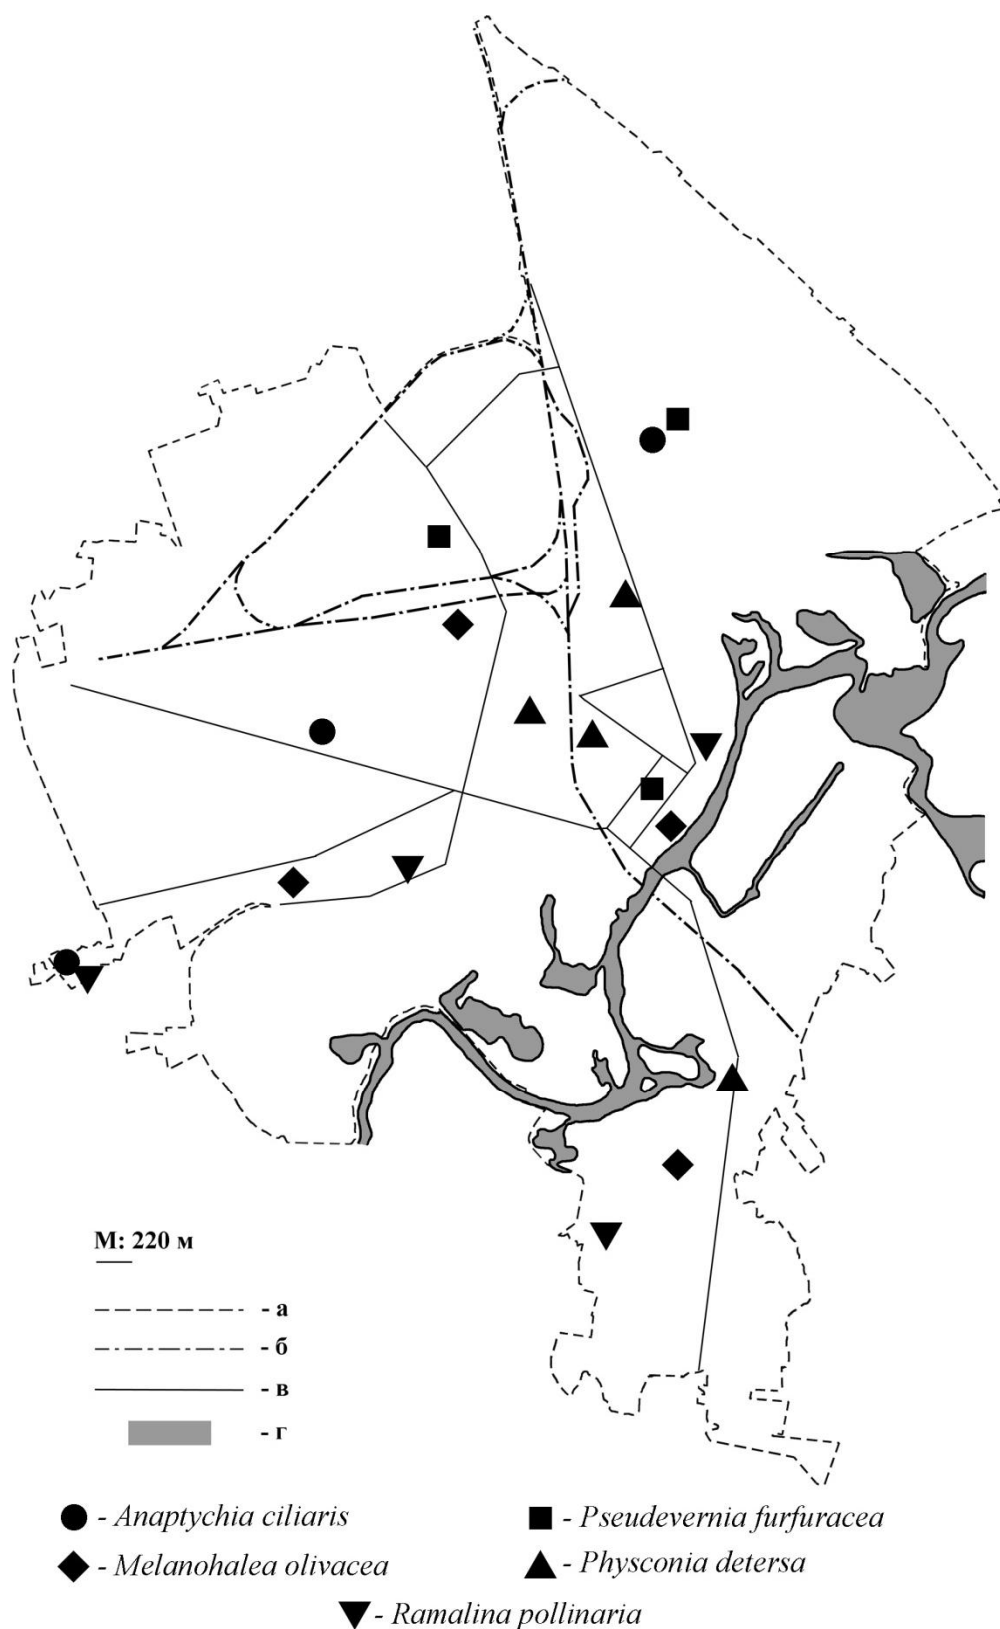 М: 220 м
- а
- б
- в
- г
- Anaptychia ciliaris
- Pseudevernia furfuracea
- Melanohalea olivacea
- Physconia detersa
- Ramalina pollinaria